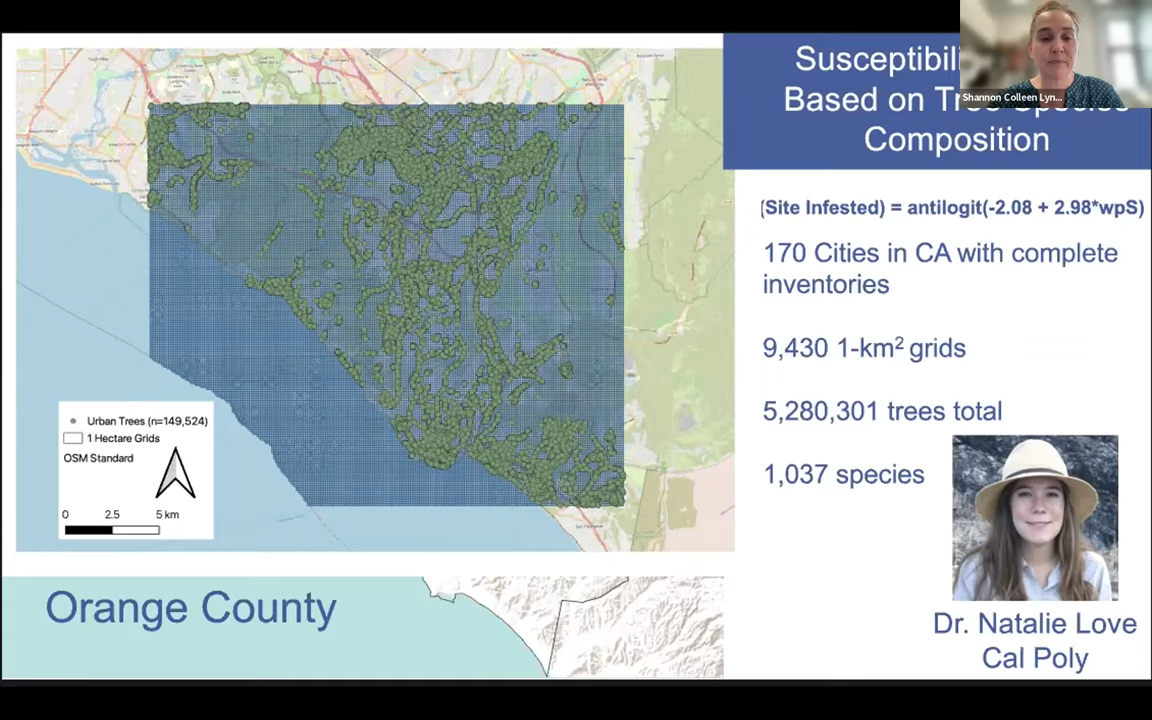 Susceptibil
Based on Tree Species
Composition
Shannon Colleen Lyn...
(Site Infested) = antilogit(-2.08 + 2.98*wpS)
170 Cities in CA with complete
inventories
9,430 1-km² grids
5,280,301 trees total
1,037 species
Dr. Natalie Love
Cal Poly
Urban Trees (n=149,524)
1 Hectare Grids
OSM Standard
0 2.5 5 km
Orange County